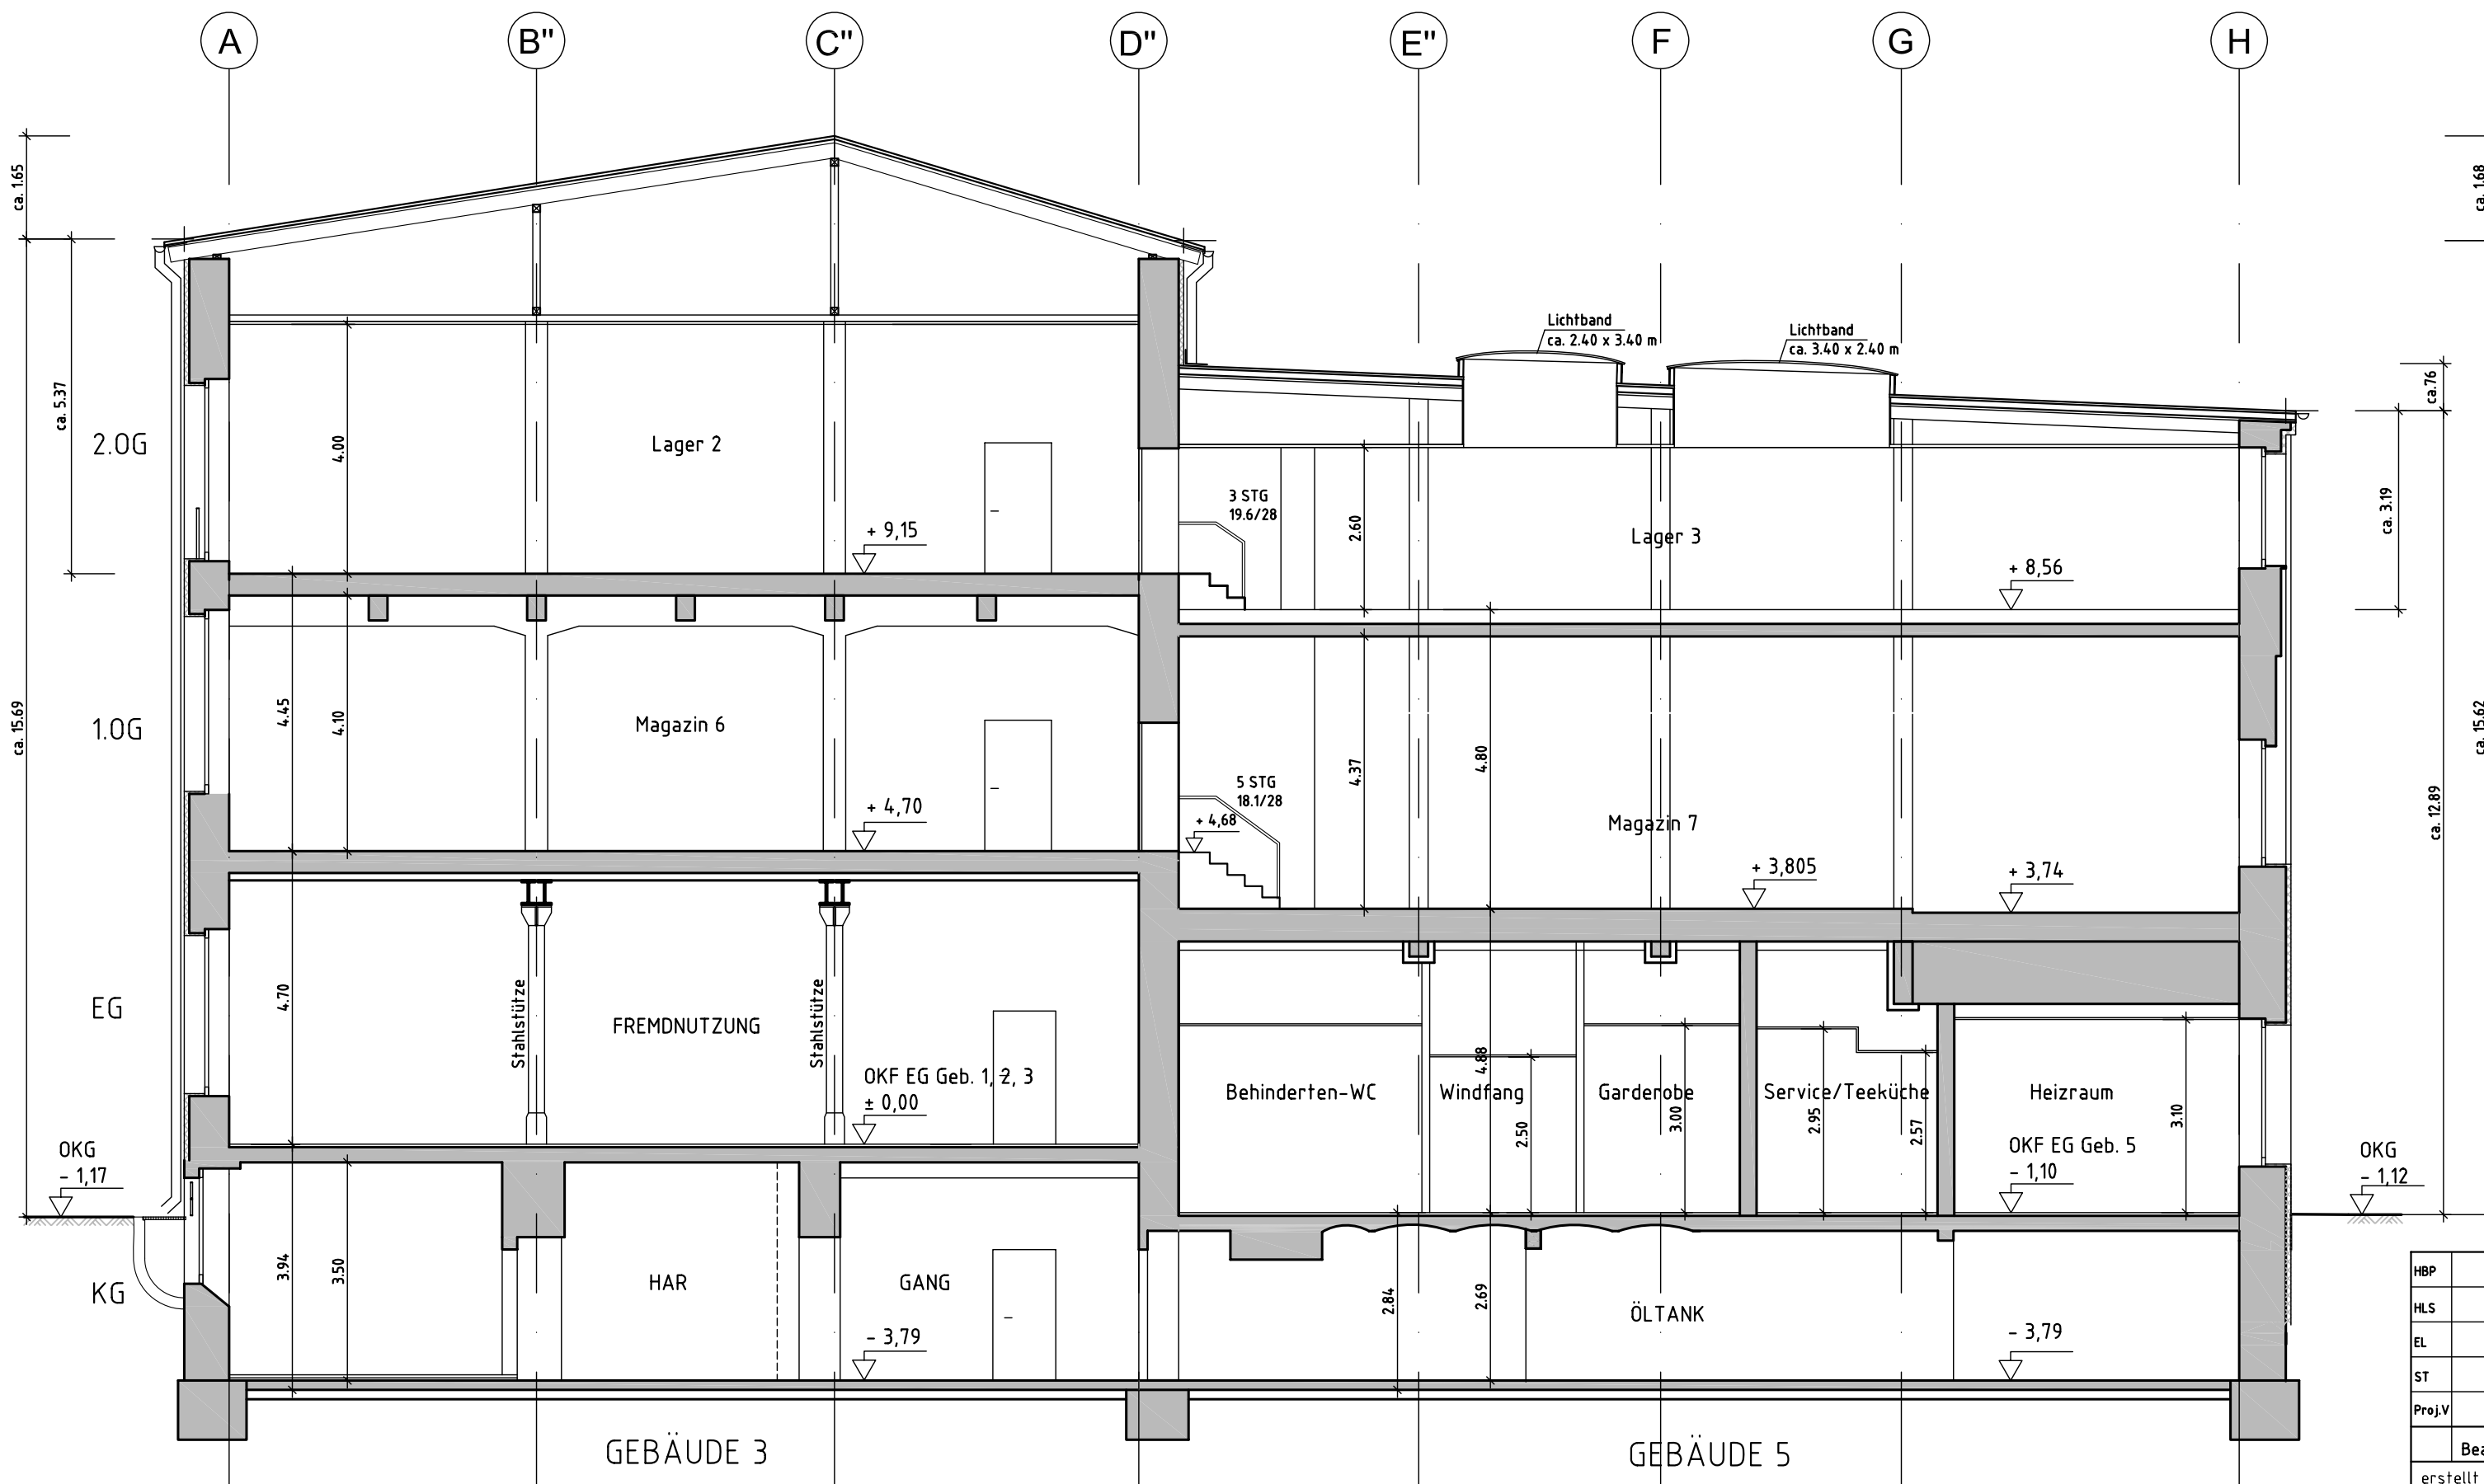 A B" C" D" E" F G H
ca. 1.65
ca. 1.68
Lichtband
ca. 2.40 x 3.40 m
Lichtband
ca. 3.40 x 2.40 m
ca.76
ca. 5.37
2.OG
4.00
Lager 2
+ 9,15
3 STG
19.6/28
2.60
Lager 3
+ 8,56
ca. 3.19
ca. 15.69
1.OG
4.45
4.10
Magazin 6
+ 4,70
5 STG
18.1/28
+ 4,68
4.37
4.80
Magazin 7
+ 3,805
+ 3,74
ca. 12.89
ca. 15.62
EG
4.70
Stahlstütze
FREMDNUTZUNG
Stahlstütze
OKF EG Geb. 1, 2, 3
± 0,00
Behinderten-WC
4.88
Windfang
2.50
Garderobe
3.00
Service/Teeküche
2.95
2.57
Heizraum
3.10
OKF EG Geb. 5
- 1,10
OKG
- 1,17
OKG
- 1,12
KG
3.94
3.50
HAR
GANG
- 3,79
2.84
2.69
ÖLTANK
- 3,79
GEBÄUDE 3
GEBÄUDE 5
HBP
HLS
EL
ST
Proj.V
Bea
erstellt